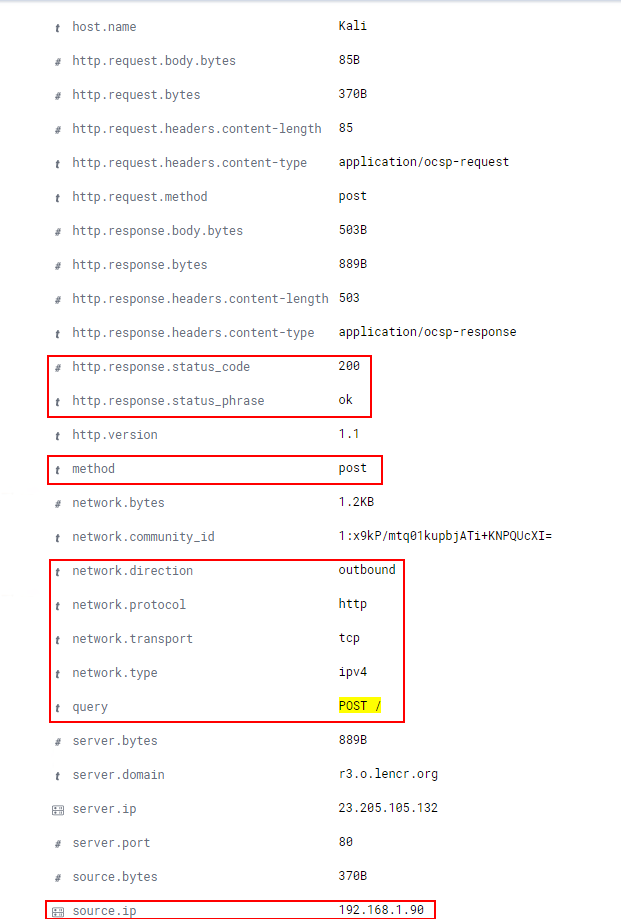 t host.name Kali
# http.request.body.bytes 85B
# http.request.bytes 370B
# http.request.headers.content-length 85
t http.request.headers.content-type application/ocsp-request
t http.request.method post
# http.response.body.bytes 503B
# http.response.bytes 889B
# http.response.headers.content-length 503
t http.response.headers.content-type application/ocsp-response
# http.response.status_code 200
t http.response.status_phrase ok
t http.version 1.1
t method post
# network.bytes 1.2KB
t network.community_id 1:x9kP/mtq01kupbjATi+KNPQUcXI=
t network.direction outbound
t network.protocol http
t network.transport tcp
t network.type ipv4
t query POST /
# server.bytes 889B
t server.domain r3.o.lencr.org
server.ip 23.205.105.132
# server.port 80
# source.bytes 370B
source.ip 192.168.1.90